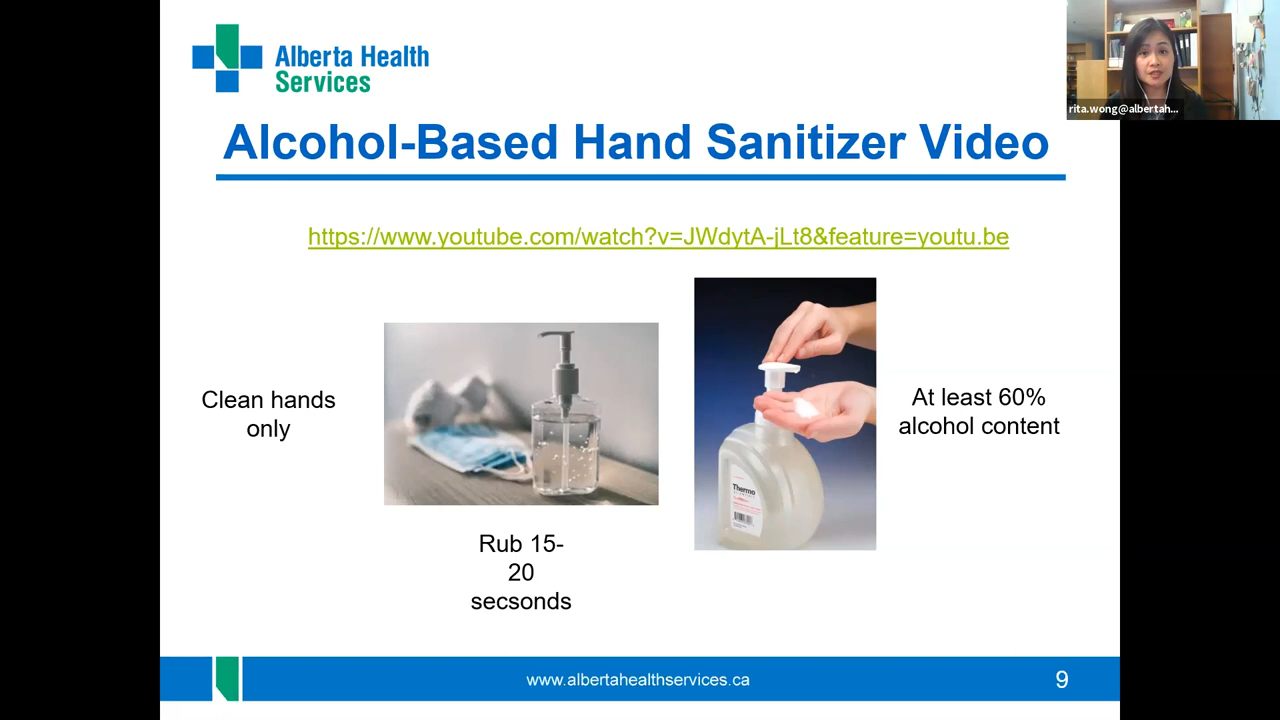 Alberta Health
Services
rita.wong@albertah...
Alcohol-Based Hand Sanitizer Video
https://www.youtube.com/watch?v=JWdytA-jLt8&feature=youtu.be
Clean hands
only
Thermo
At least 60%
alcohol content
Rub 15-
20
secsonds
www.albertahealthservices.ca
9